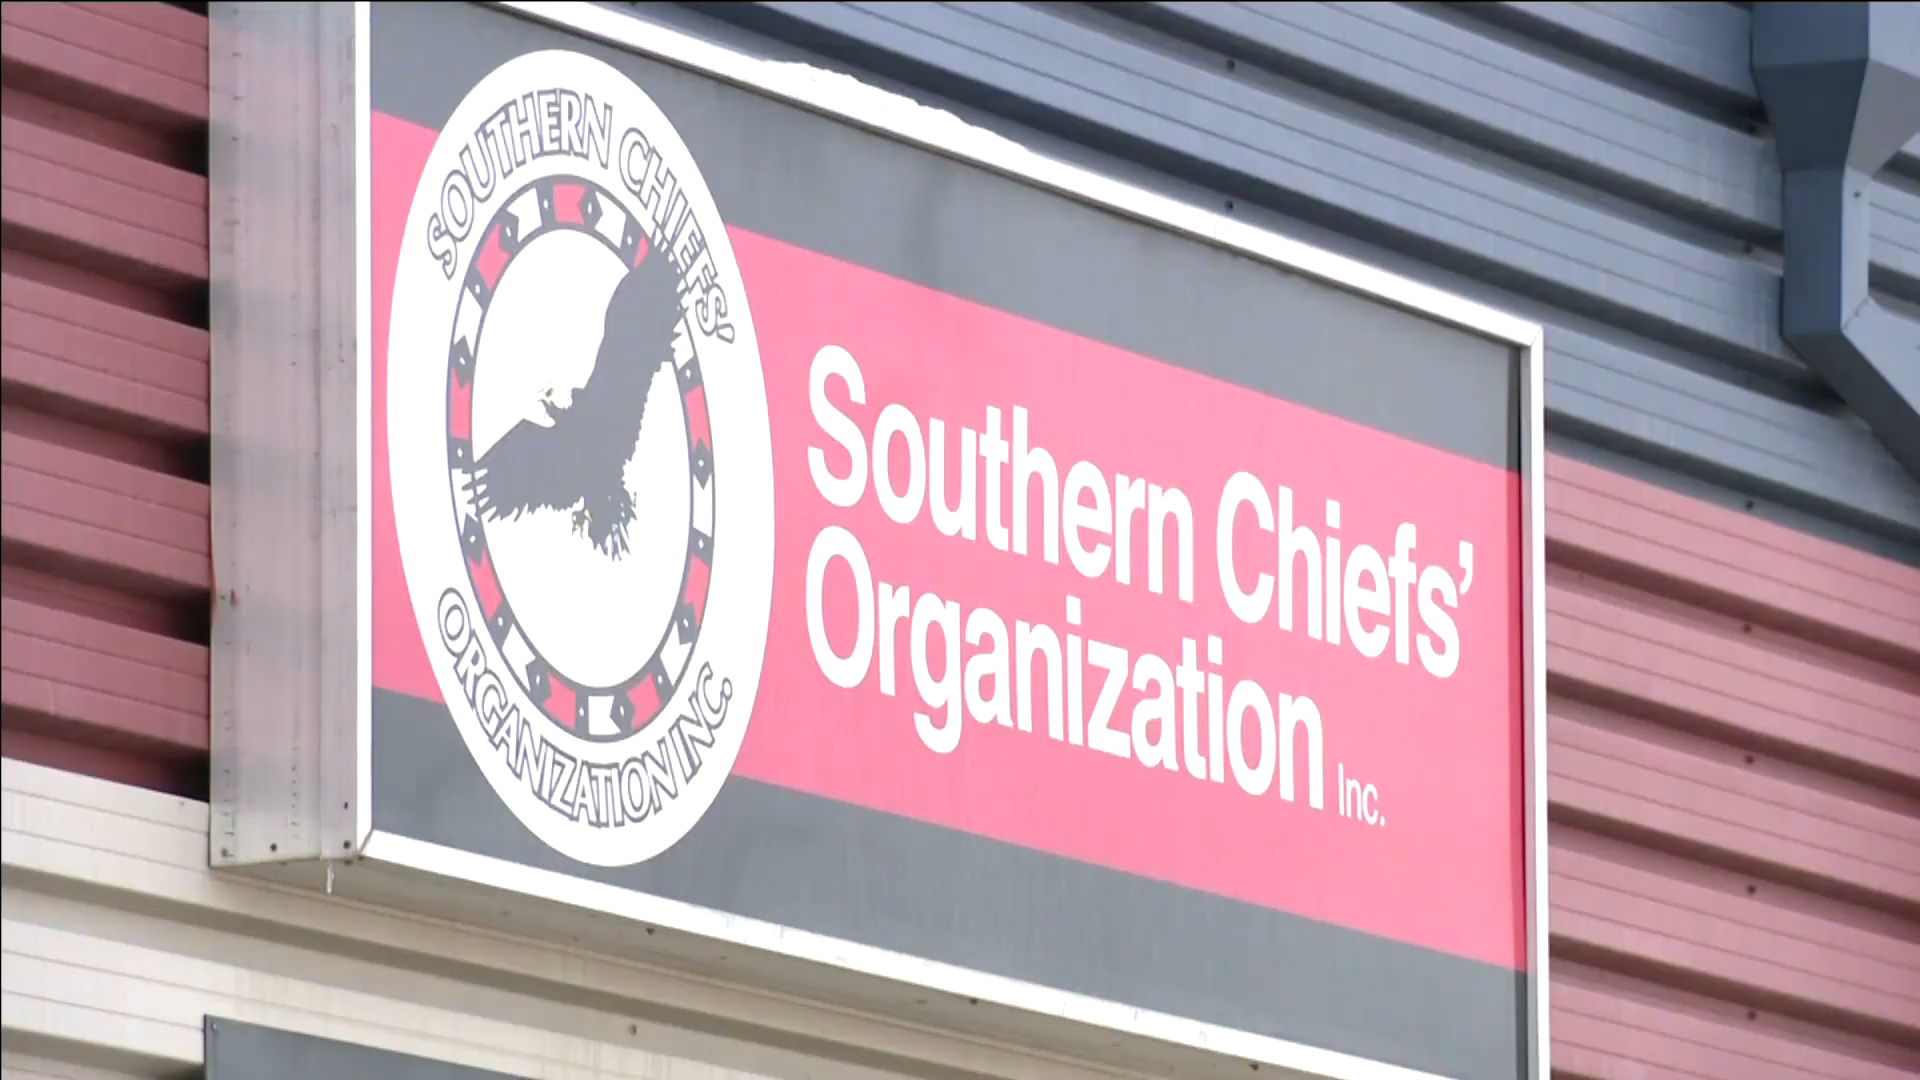 SOUTHERN CHIEFS'
ORGANIZATION INC.
Southern Chiefs'
Organization Inc.